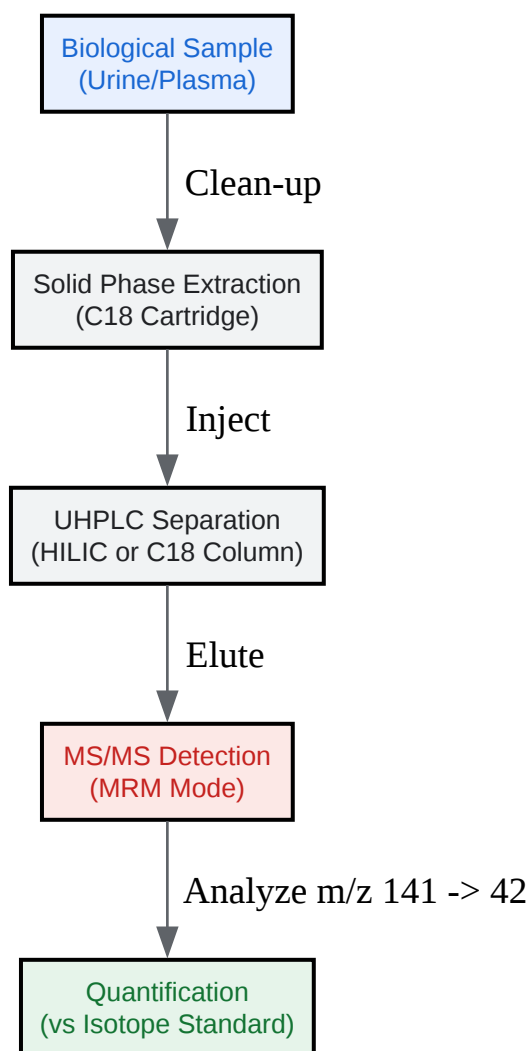 Biological Sample
(Urine/Plasma)
Clean-up
Solid Phase Extraction
(C18 Cartridge)
Inject
UHPLC Separation
(HILIC or C18 Column)
Elute
MS/MS Detection
(MRM Mode)
Analyze m/z 141 -> 42
Quantification
(vs Isotope Standard)